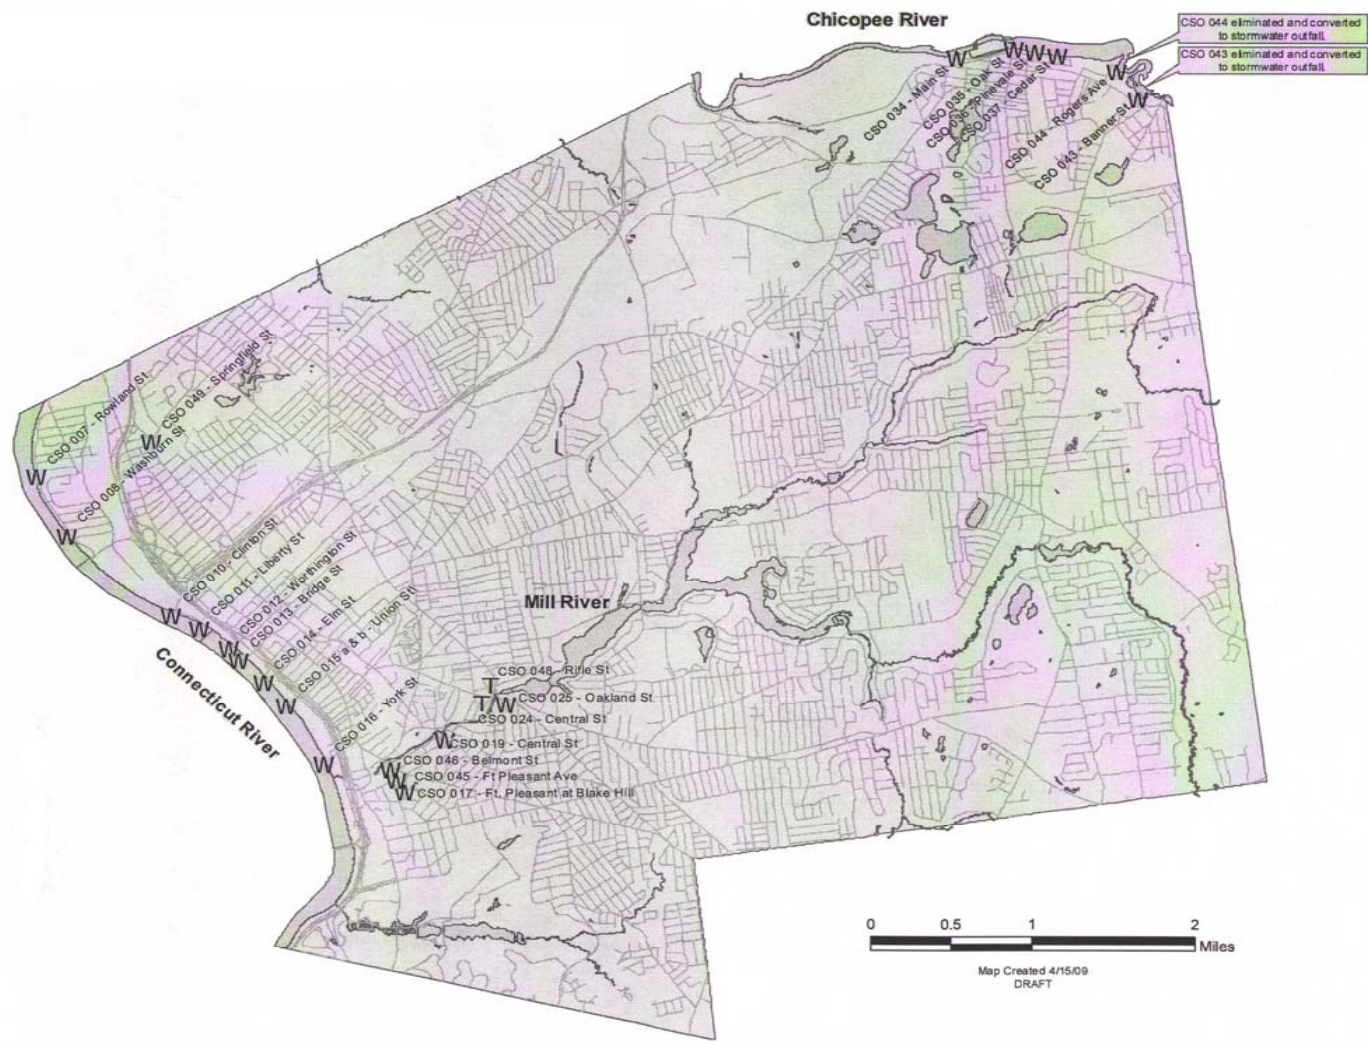 Chicopee River
CSO 044 eliminated and converted
to stormwater outfall.
CSO 043 eliminated and converted
to stormwater outfall.
W
W
W
W
W
W
CSO 034 - Main St
CSO 035 - Oak St
CSO 036 - Pinevale St
CSO 037 - Cedar St
CSO 044 - Rogers Ave
CSO 043 - Banner St
CSO 007 - Rowland St
CSO 049 - Springfield St
CSO 008 - Washburn St
W
W
W
CSO 010 - Clinton St
CSO 011 - Liberty St
CSO 012 - Worthington St
CSO 013 - Bridge St
CSO 014 - Elm St
CSO 015 a & b - Union St
CSO 016 - York St
W
W
W
W
W
W
W
Connecticut River
Mill River
CSO 048 - Rifle St
T
T
W
CSO 025 - Oakland St
CSO 024 - Central St
W
CSO 019 - Central St
W
CSO 046 - Belmont St
W
CSO 045 - Ft Pleasant Ave
W
CSO 017 - Ft. Pleasant at Blake Hill
0 0.5 1 2
Miles
Map Created 4/15/09
DRAFT